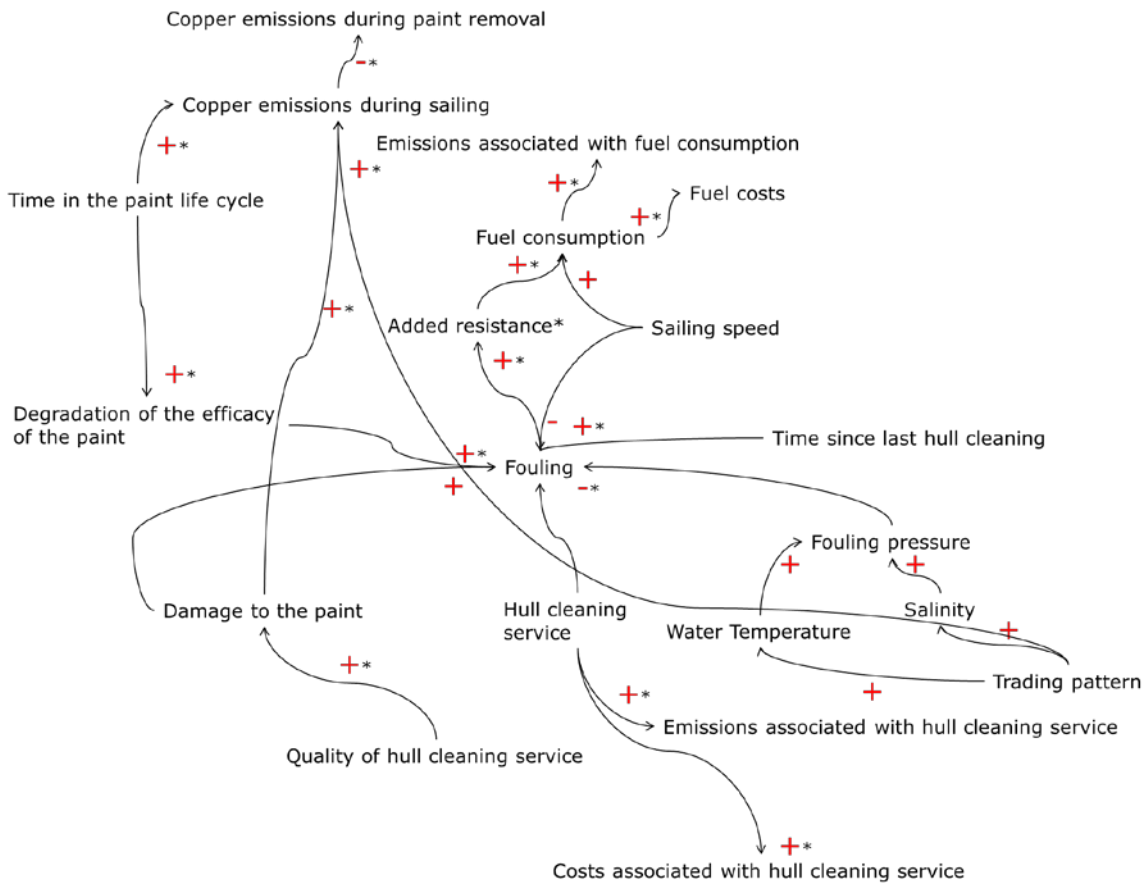 Copper emissions during paint removal
-*
Copper emissions during sailing
+*
Emissions associated with fuel consumption
+*
+*
Time in the paint life cycle
Fuel costs
+*
Fuel consumption
+*
+
+*
Added resistance*
Sailing speed
+*
+*
Degradation of the efficacy
of the paint
- +*
Time since last hull cleaning
+*
Fouling
+
-*
Fouling pressure
+
+
Damage to the paint
Hull cleaning
service
Salinity
Water Temperature
+
+*
Trading pattern
+
+*
Emissions associated with hull cleaning service
Quality of hull cleaning service
+*
Costs associated with hull cleaning service